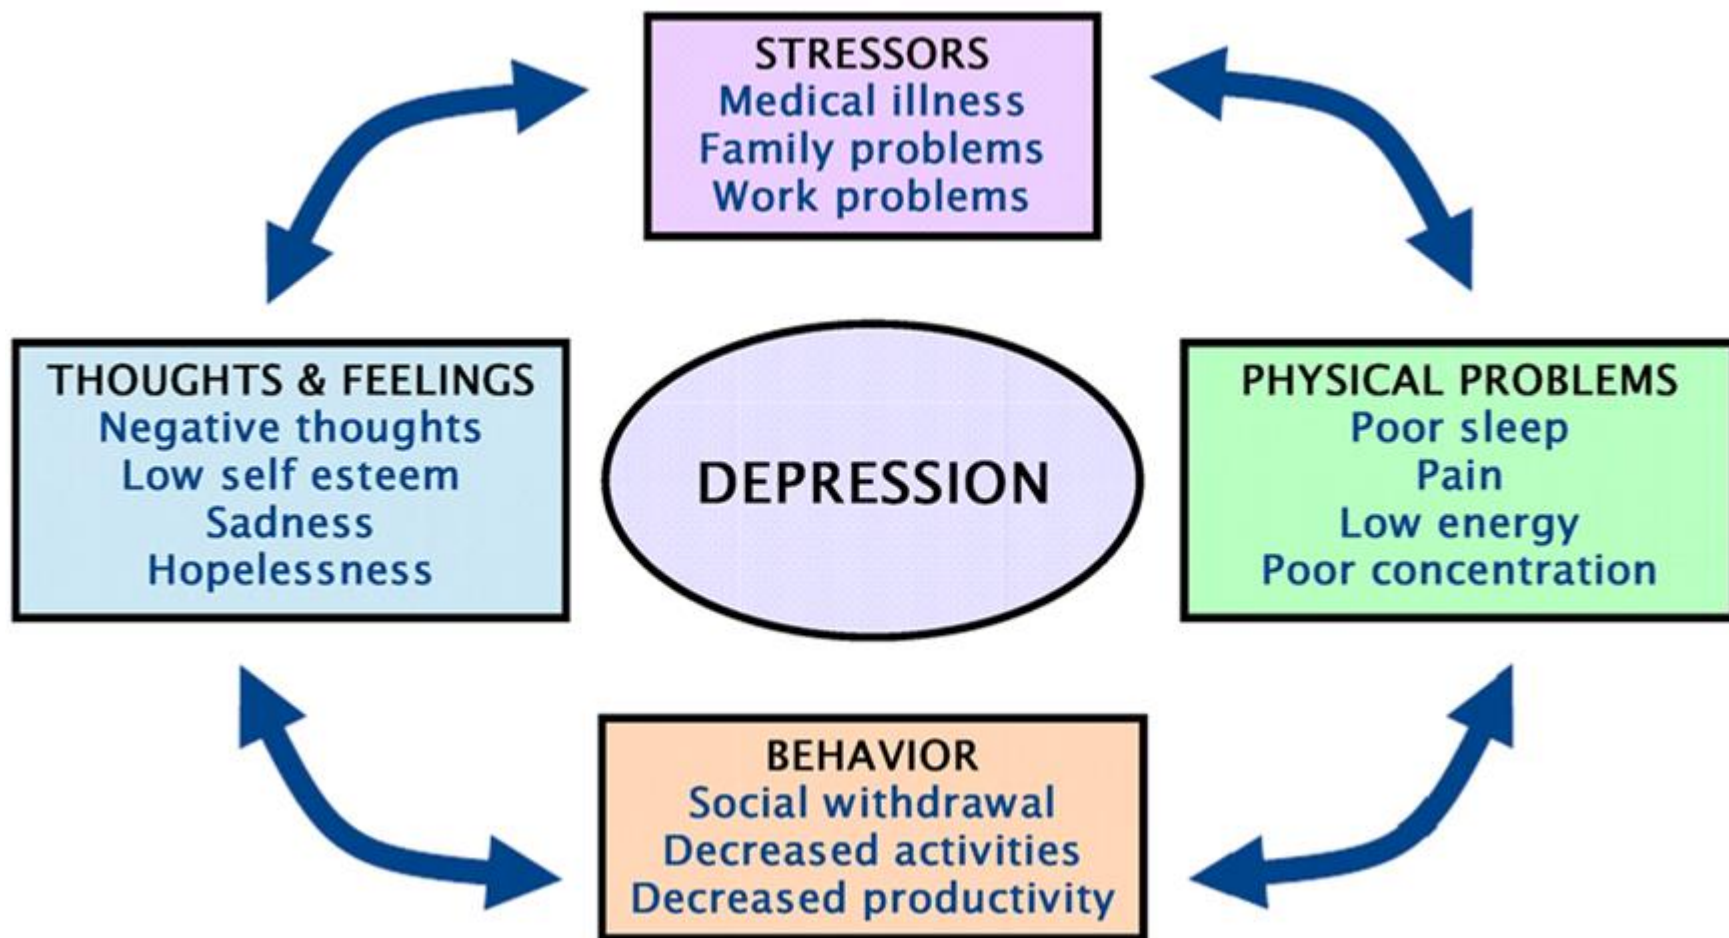 STRESSORS
Medical illness
Family problems
Work problems
THOUGHTS & FEELINGS
Negative thoughts
Low self esteem
Sadness
Hopelessness
DEPRESSION
PHYSICAL PROBLEMS
Poor sleep
Pain
Low energy
Poor concentration
BEHAVIOR
Social withdrawal
Decreased activities
Decreased productivity